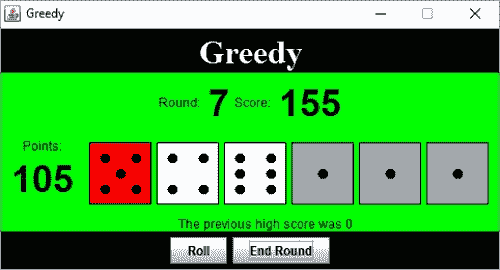 Greedy
Greedy
Round: 7 Score: 155
Points:
105
The previous high score was 0
Roll End Round